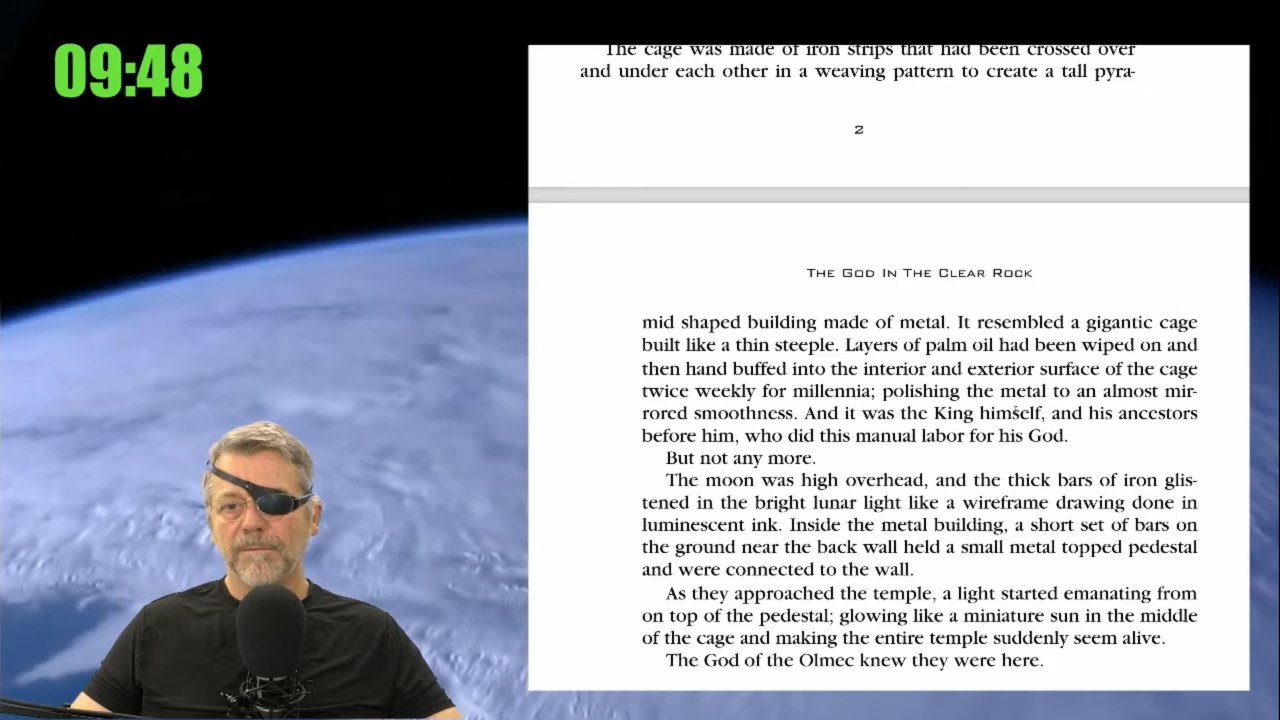 09:48
The cage was made of iron strips that had been crossed over
and under each other in a weaving pattern to create a tall pyra-
2
THE GOD IN THE CLEAR ROCK
mid shaped building made of metal. It resembled a gigantic cage
built like a thin steeple. Layers of palm oil had been wiped on and
then hand buffed into the interior and exterior surface of the cage
twice weekly for millennia; polishing the metal to an almost mir-
rored smoothness. And it was the King himself, and his ancestors
before him, who did this manual labor for his God.
But not any more.
The moon was high overhead, and the thick bars of iron glis-
tened in the bright lunar light like a wireframe drawing done in
luminescent ink. Inside the metal building, a short set of bars on
the ground near the back wall held a small metal topped pedestal
and were connected to the wall.
As they approached the temple, a light started emanating from
on top of the pedestal; glowing like a miniature sun in the middle
of the cage and making the entire temple suddenly seem alive.
The God of the Olmec knew they were here.